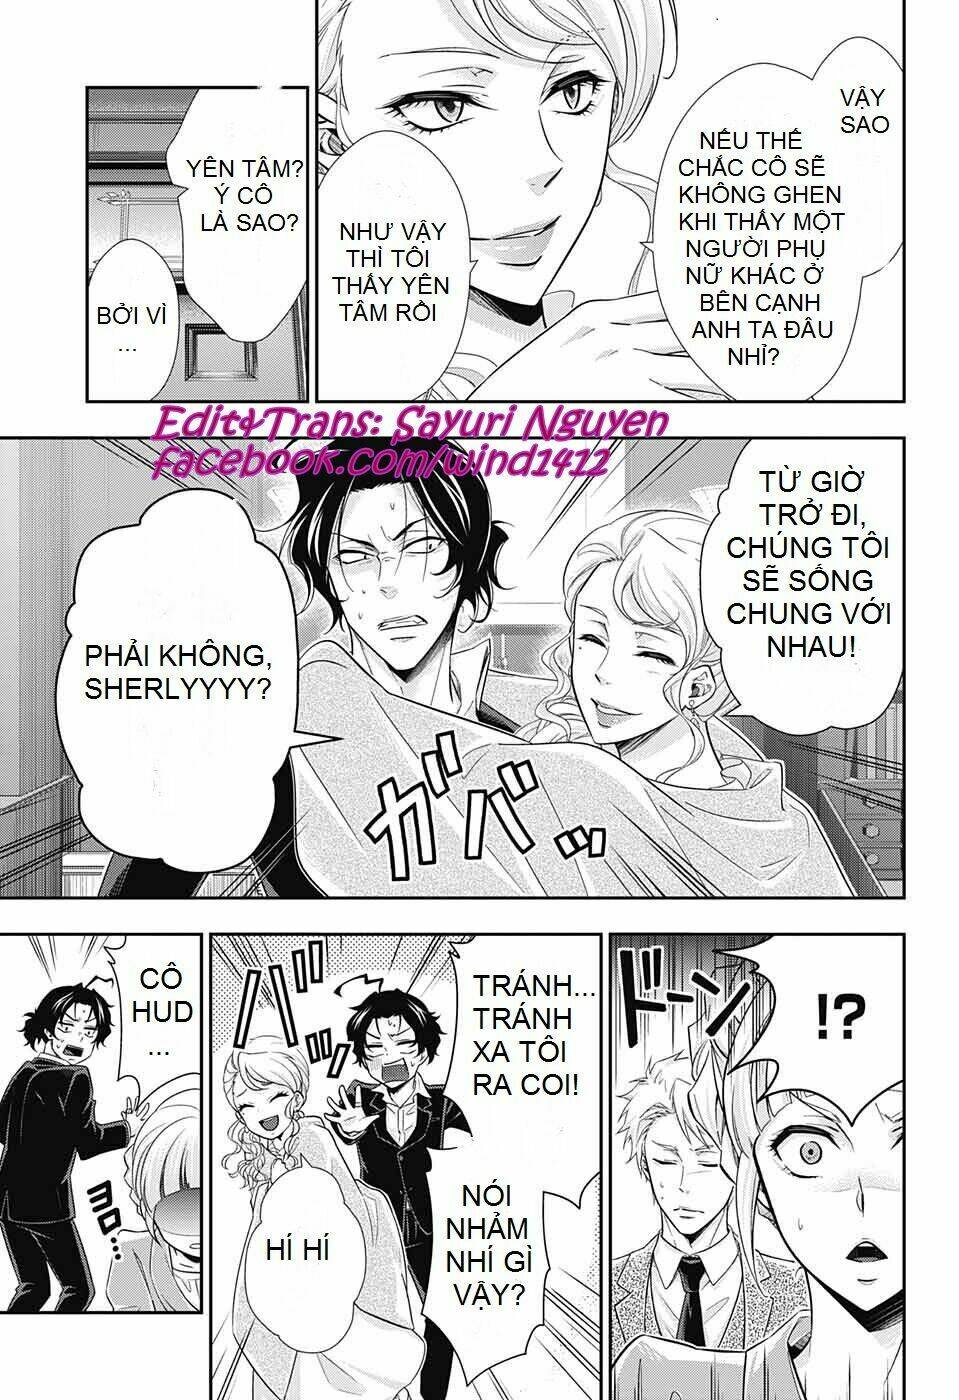 VẬY
SAO
NẾU THẾ
CHẮC CÔ SẼ
KHÔNG GHEN
KHI THẤY MỘT
NGƯỜI PHỤ
NỮ KHÁC Ở
BÊN CẠNH
ANH TA ĐÂU
NHỈ?
NHƯ VẬY
THÌ TÔI
THẤY YÊN
TÂM RỒI
YÊN TÂM?
Ý CÔ
LÀ SAO?
BỞI VÌ
...
Edit&Trans: Sayuri Nguyen
facebook.com/wind1412
TỪ GIỜ
TRỞ ĐI,
CHÚNG TÔI
SẼ SỐNG
CHUNG VỚI
NHAU!
PHẢI KHÔNG,
SHERLYYYY?
ガバッ
!?
ドーン
TRÁNH...
TRÁNH
XA TÔI
RA COI!
バババ
NÓI
NHẢM
NHÍ GÌ
VẬY?
HÍ HÍ
CÔ
HUD
...
ヨロ...